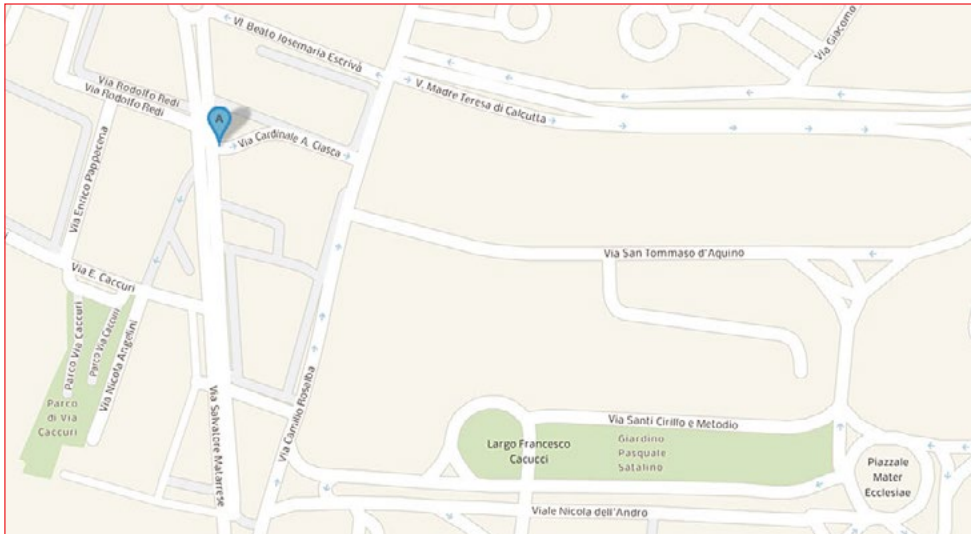 Vl. Beato Josemaria Escrivà
Via Giacomo
Via Rodolfo Redi
Via Rodolfo Redi
V. Madre Teresa di Calcutta
A
Via Cardinale A. Ciasca
Via Enrico Pappacena
Via San Tommaso d'Aquino
Via E. Caccuri
Parco Via Caccuri
Parco Via Caccuri
Via Nicola Angelini
Parco
di Via
Caccuri
Via Salvatore Matarrese
Via Camillo Rosalba
Via Santi Cirillo e Metodio
Largo Francesco
Cacucci
Giardino
Pasquale
Satalino
Piazzale
Mater
Ecclesiae
Viale Nicola dell'Andro